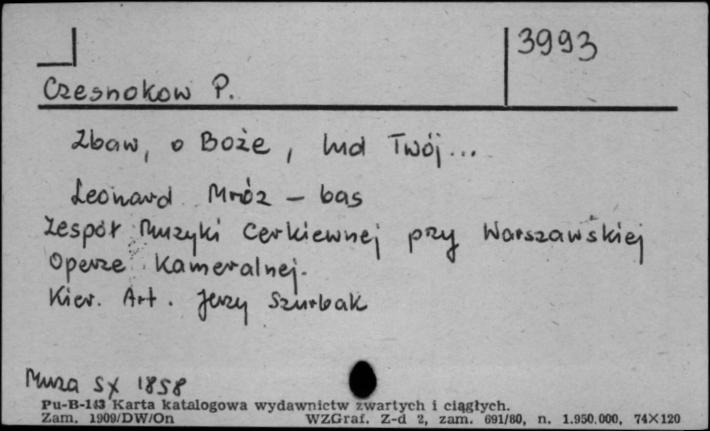 3993
Czesnokow P.
Zbaw, o Boże, lud Twój...
Leonard Mróz - bas
Zespół Muzyki Cerkiewnej przy Warszawskiej
Operze Kameralnej.
Kier. Art. Jerzy Szurbak
Muza SX 1858
Pu-B-143 Karta katalogowa wydawnictw zwartych i ciągłych.
Zam. 1909/DW/On WZGraf. Z-d 2, zam. 691/80, n. 1.950.000, 74×120